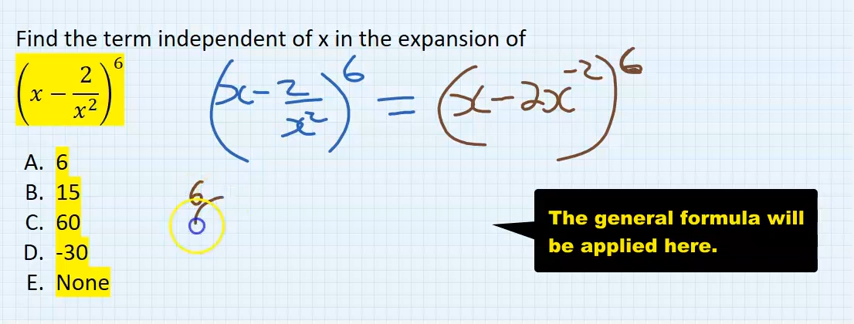 Find the term independent of x in the expansion of
(x − 2/x²)⁶
(x − 2/x²)⁶ = (x − 2x⁻²)⁶
A. 6
B. 15
C. 60
D. -30
E. None
6
The general formula will
be applied here.